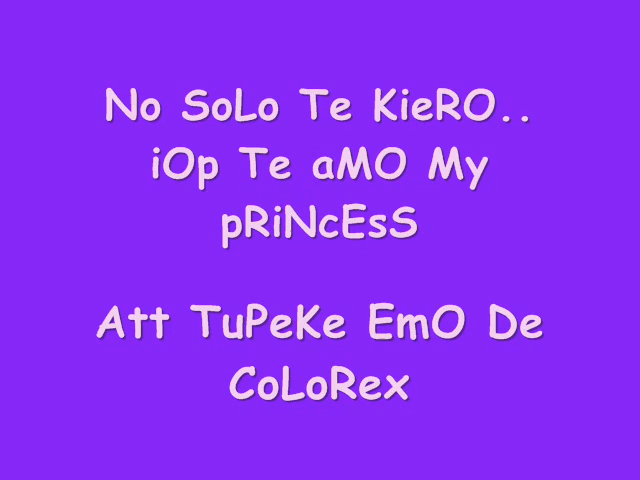 No SoLo Te KieRO..
iOp Te aMO My
pRiNcEsS
Att TuPeKe EmO De
CoLoRex